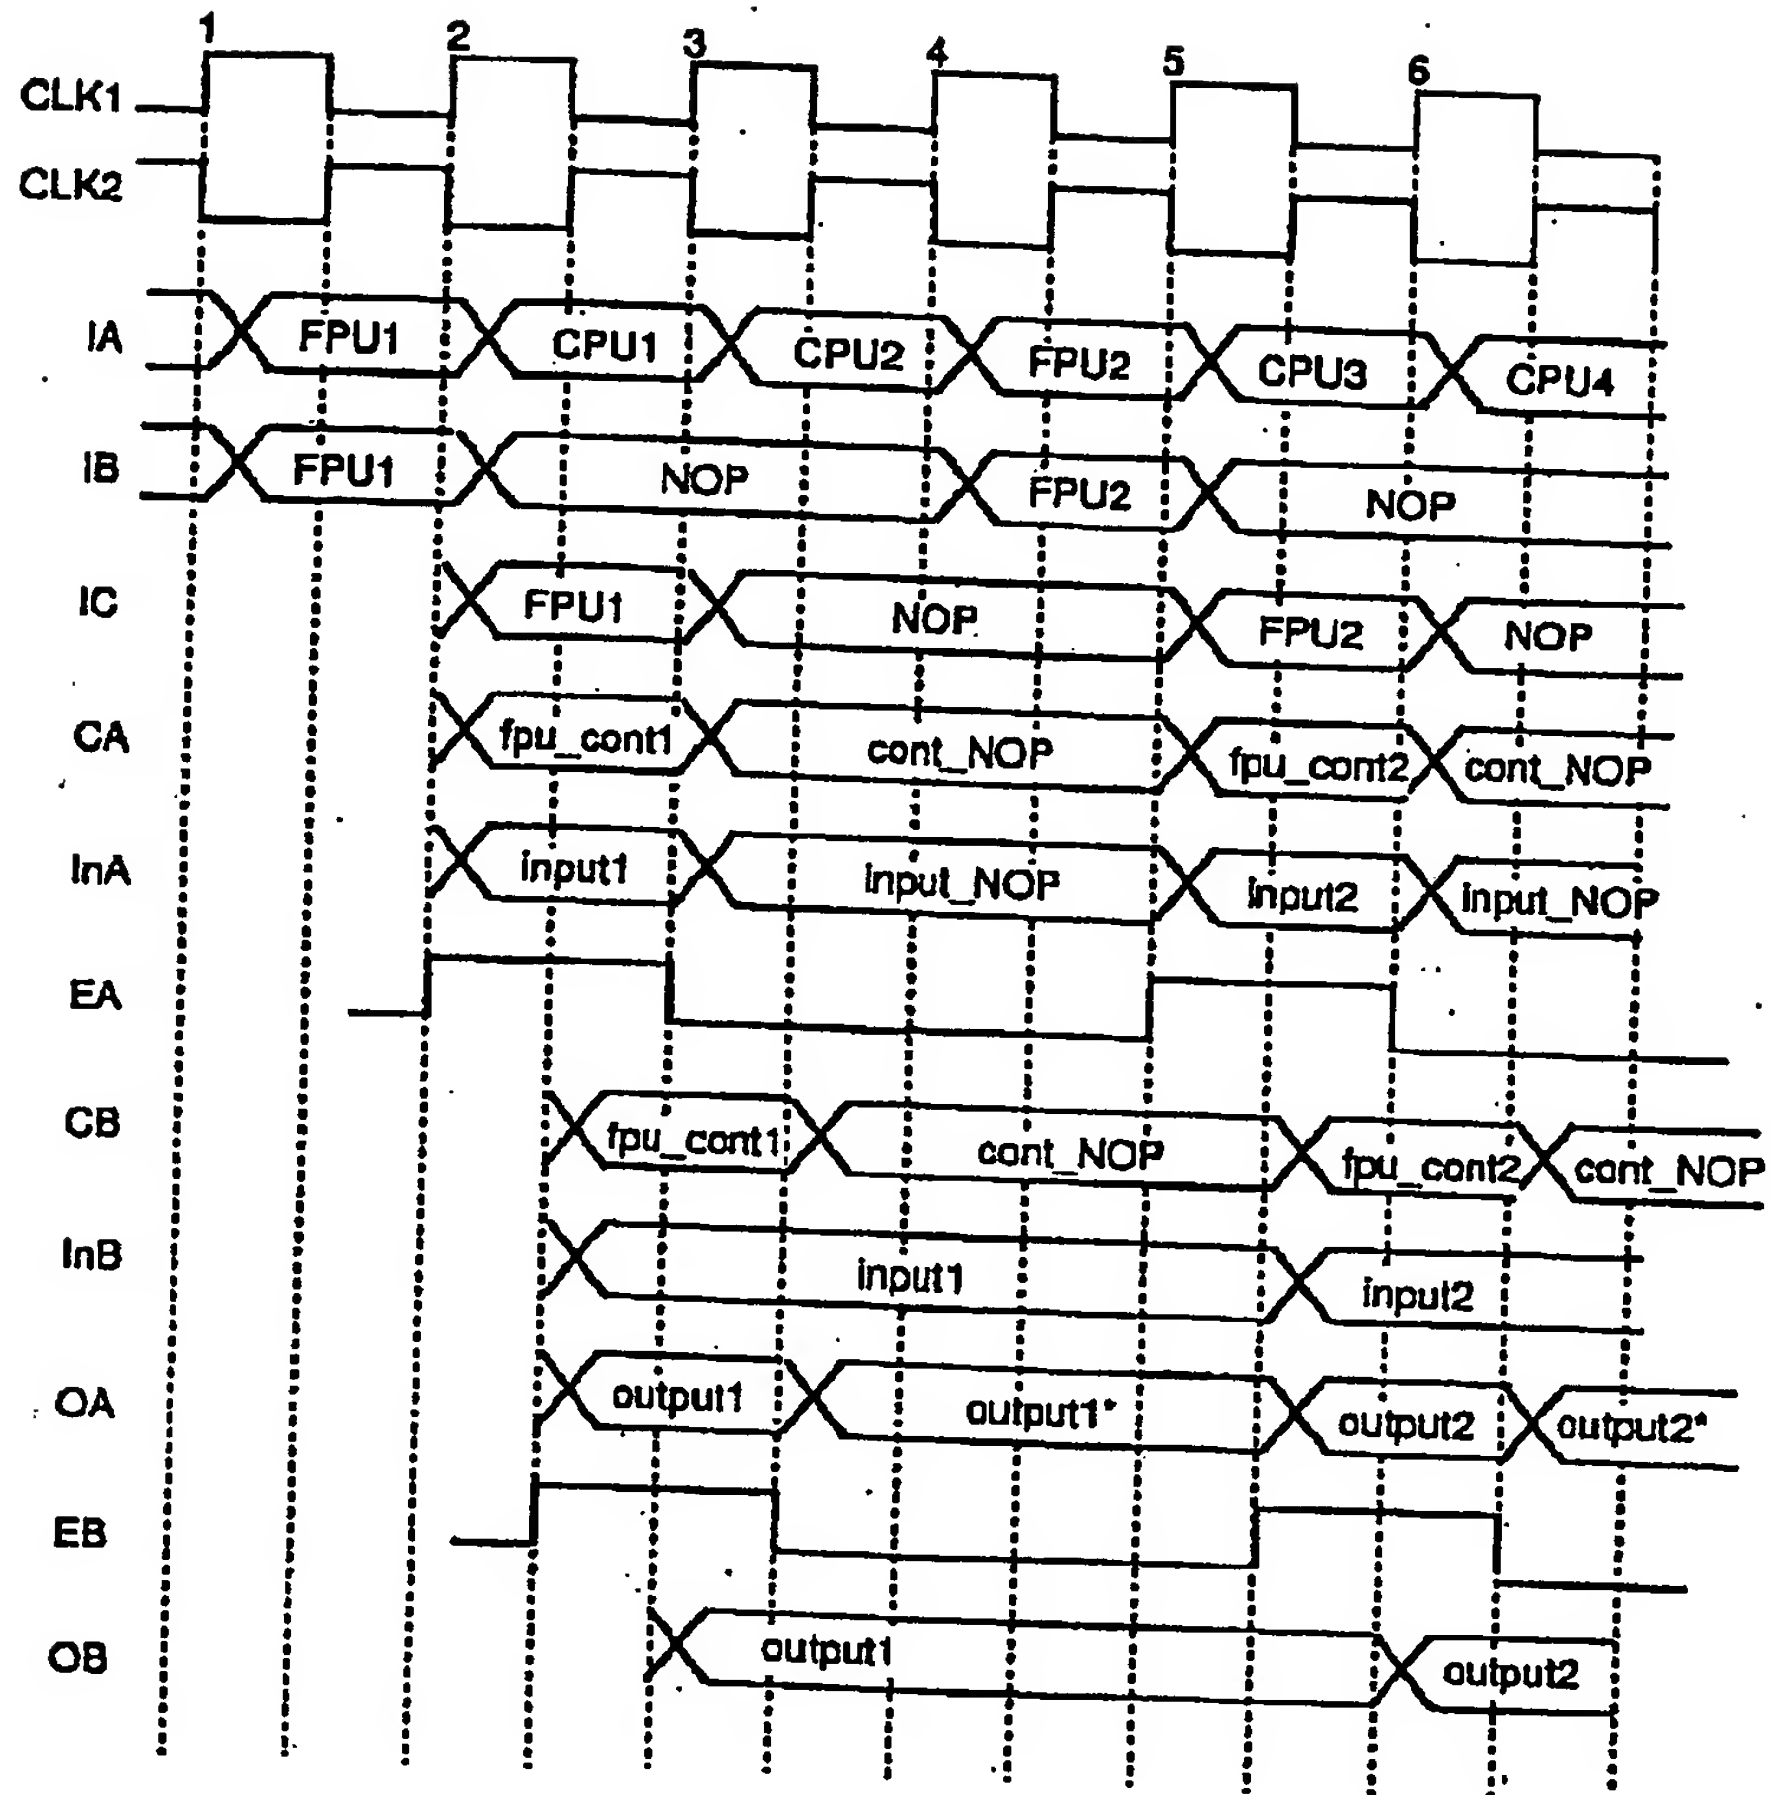 1 2 3 4 5 6
CLK1
CLK2
IA FPU1 CPU1 CPU2 FPU2 CPU3 CPU4
IB FPU1 NOP FPU2 NOP
IC FPU1 NOP FPU2 NOP
CA fpu_cont1 cont_NOP fpu_cont2 cont_NOP
InA input1 input_NOP input2 input_NOP
EA
CB fpu_cont1 cont_NOP fpu_cont2 cont_NOP
InB input1 input2
OA output1 output1* output2 output2*
EB
OB output1 output2